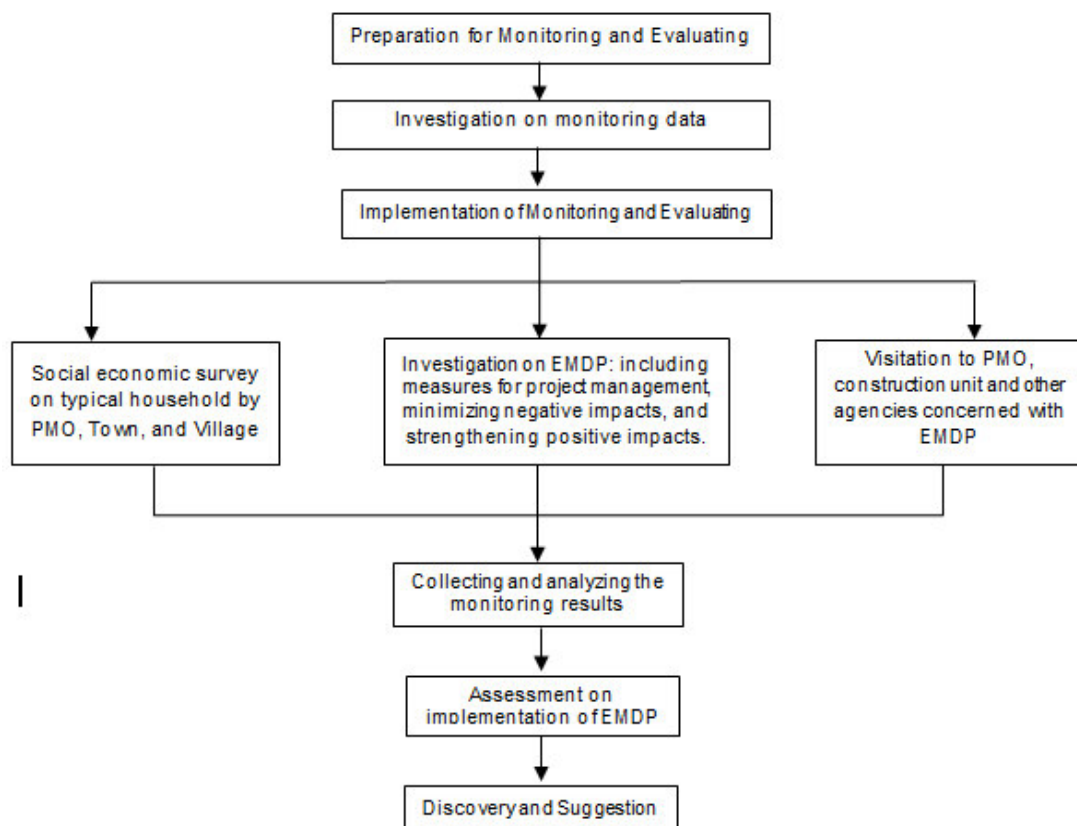 Preparation for Monitoring and Evaluating
Investigation on monitoring data
Implementation of Monitoring and Evaluating
Social economic survey
on typical household by
PMO, Town, and Village
Investigation on EMDP: including
measures for project management,
minimizing negative impacts, and
strengthening positive impacts.
Visitation to PMO,
construction unit and other
agencies concerned with
EMDP
Collecting and analyzing the
monitoring results
Assessment on
implementation of EMDP
Discovery and Suggestion